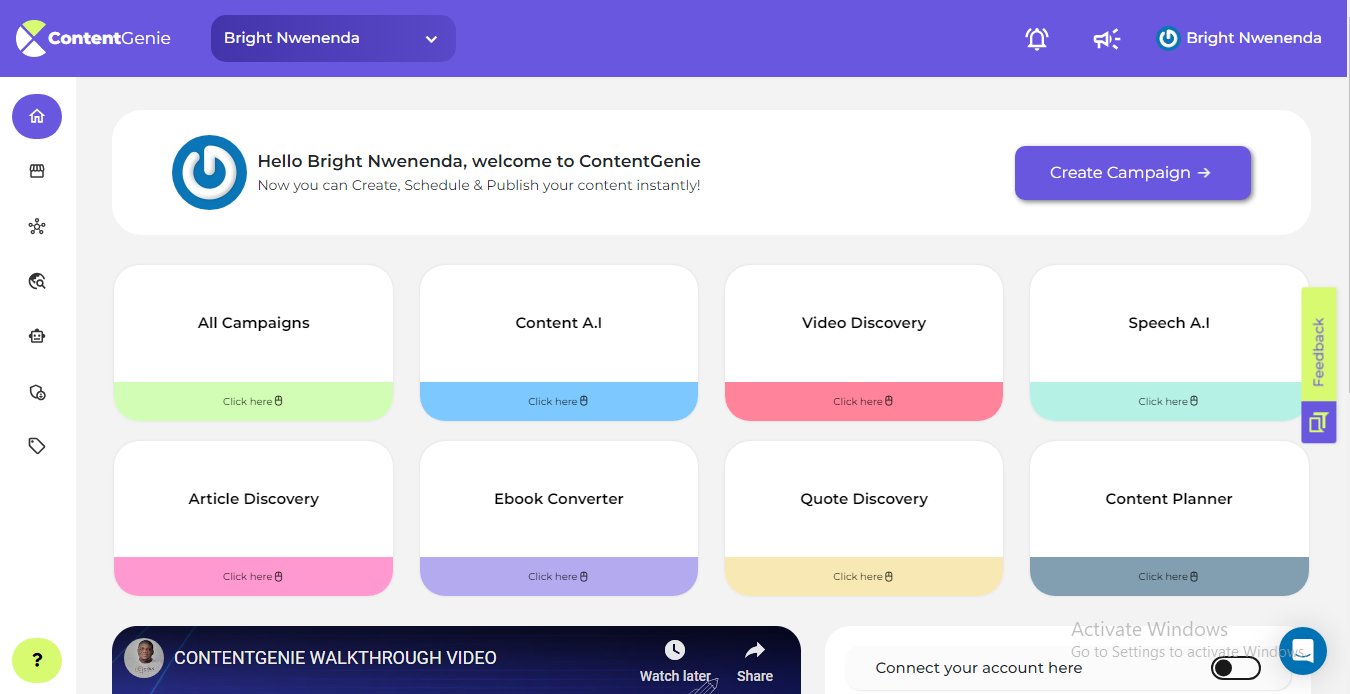 ContentGenie
Bright Nwenenda
Bright Nwenenda
Hello Bright Nwenenda, welcome to ContentGenie
Now you can Create, Schedule & Publish your content instantly!
Create Campaign →
All Campaigns
Click here
Content A.I
Click here
Video Discovery
Click here
Speech A.I
Click here
Feedback
Article Discovery
Click here
Ebook Converter
Click here
Quote Discovery
Click here
Content Planner
Click here
?
CONTENTGENIE WALKTHROUGH VIDEO
Watch later
Share
Activate Windows
Go to Settings to activate Windows.
Connect your account here